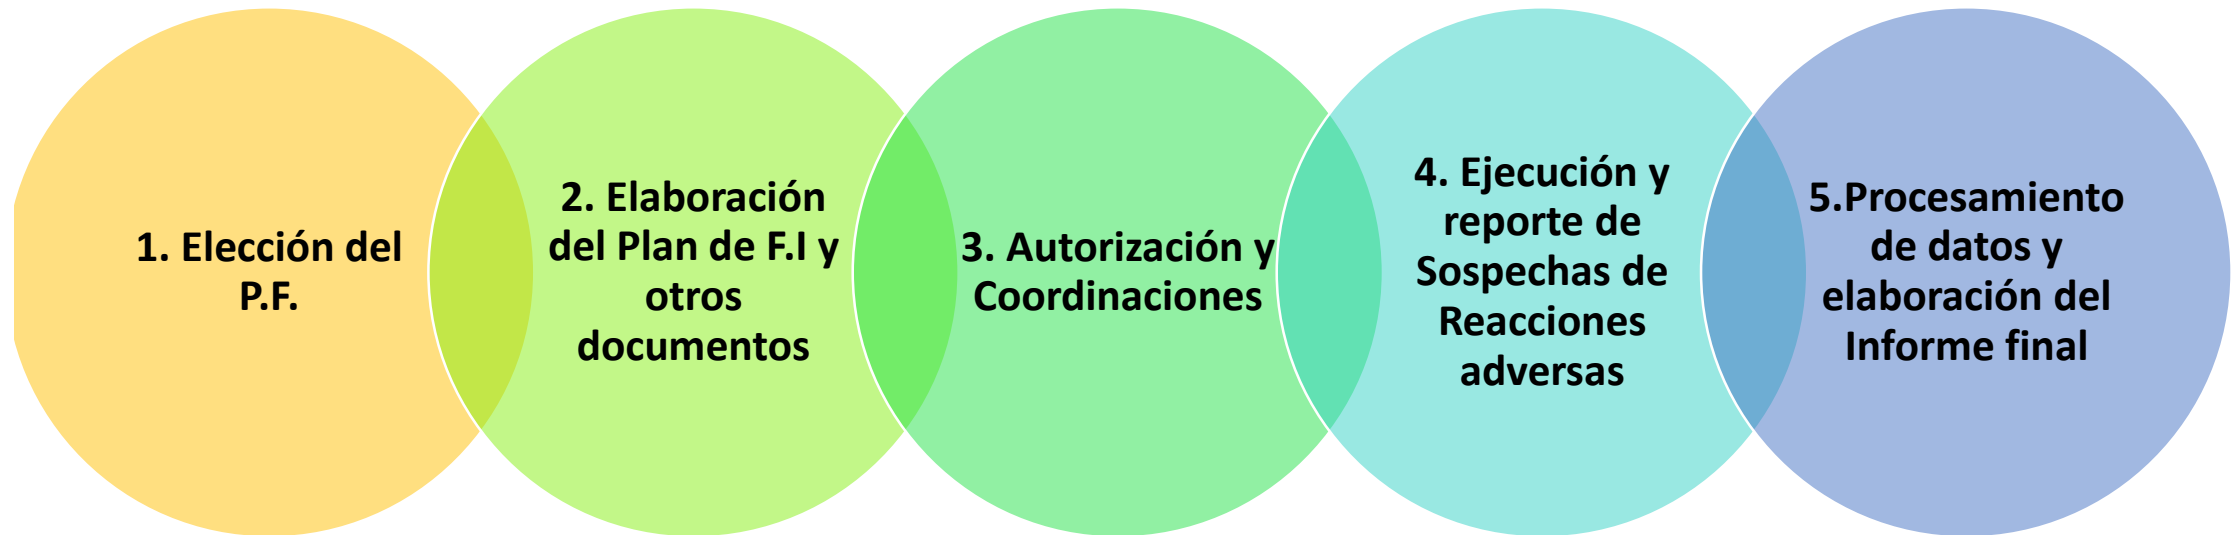 1. Elección del
P.F.
2. Elaboración
del Plan de F.I y
otros
documentos
3. Autorización y
Coordinaciones
4. Ejecución y
reporte de
Sospechas de
Reacciones
adversas
5.Procesamiento
de datos y
elaboración del
Informe final